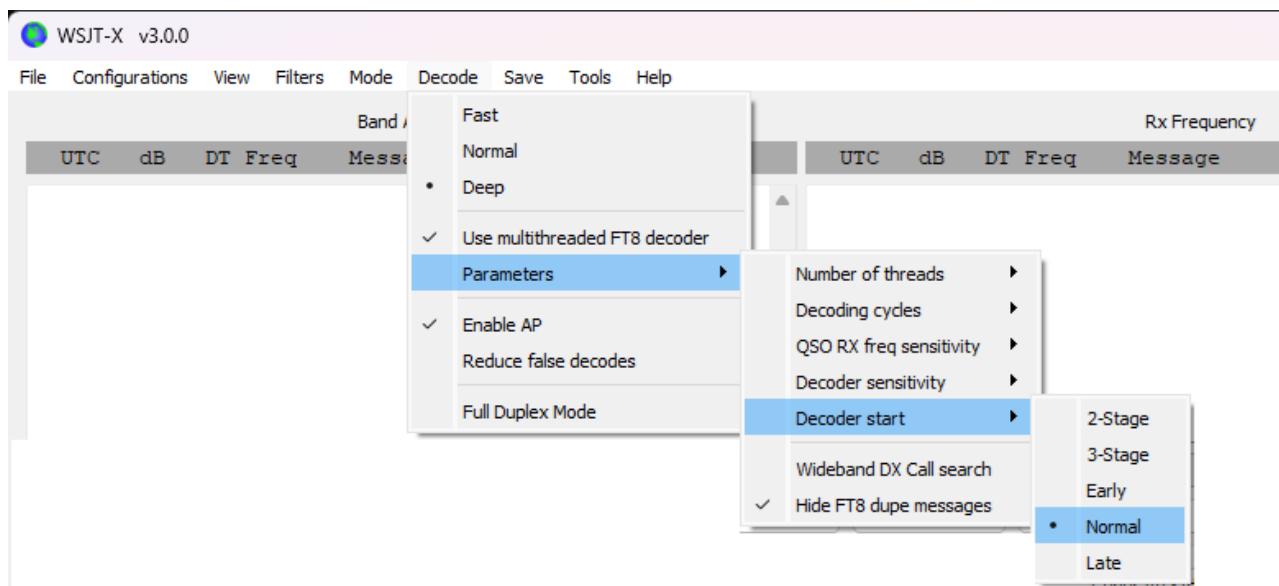 WSJT-X v3.0.0
File Configurations View Filters Mode Decode Save Tools Help
Band
Rx Frequency
UTC dB DT Freq
UTC dB DT Freq Message
Fast
Normal
Deep
Use multithreaded FT8 decoder
Parameters
Enable AP
Reduce false decodes
Full Duplex Mode
Number of threads
Decoding cycles
QSO RX freq sensitivity
Decoder sensitivity
Decoder start
Wideband DX Call search
Hide FT8 dupe messages
2-Stage
3-Stage
Early
Normal
Late